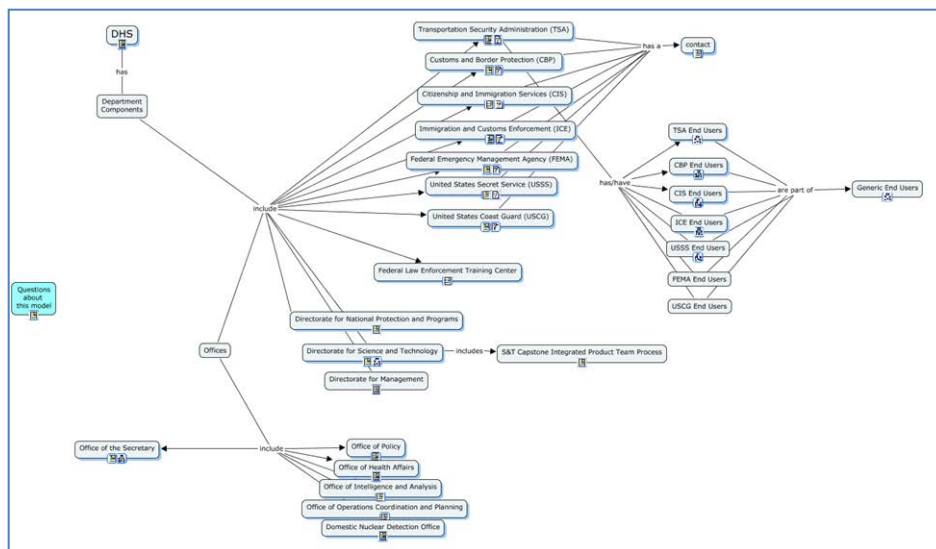 DHS
has
Department
Components
Transportation Security Administration (TSA)
Customs and Border Protection (CBP)
Citizenship and Immigration Services (CIS)
Immigration and Customs Enforcement (ICE)
Federal Emergency Management Agency (FEMA)
United States Secret Service (USSS)
United States Coast Guard (USCG)
has a
contact
include
has/have
TSA End Users
CBP End Users
CIS End Users
ICE End Users
USSS End Users
FEMA End Users
USCG End Users
are part of
Generic End Users
Federal Law Enforcement Training Center
Questions
about
this model
Directorate for National Protection and Programs
Offices
Directorate for Science and Technology
includes
S&T Capstone Integrated Product Team Process
Directorate for Management
Office of the Secretary
include
Office of Policy
Office of Health Affairs
Office of Intelligence and Analysis
Office of Operations Coordination and Planning
Domestic Nuclear Detection Office